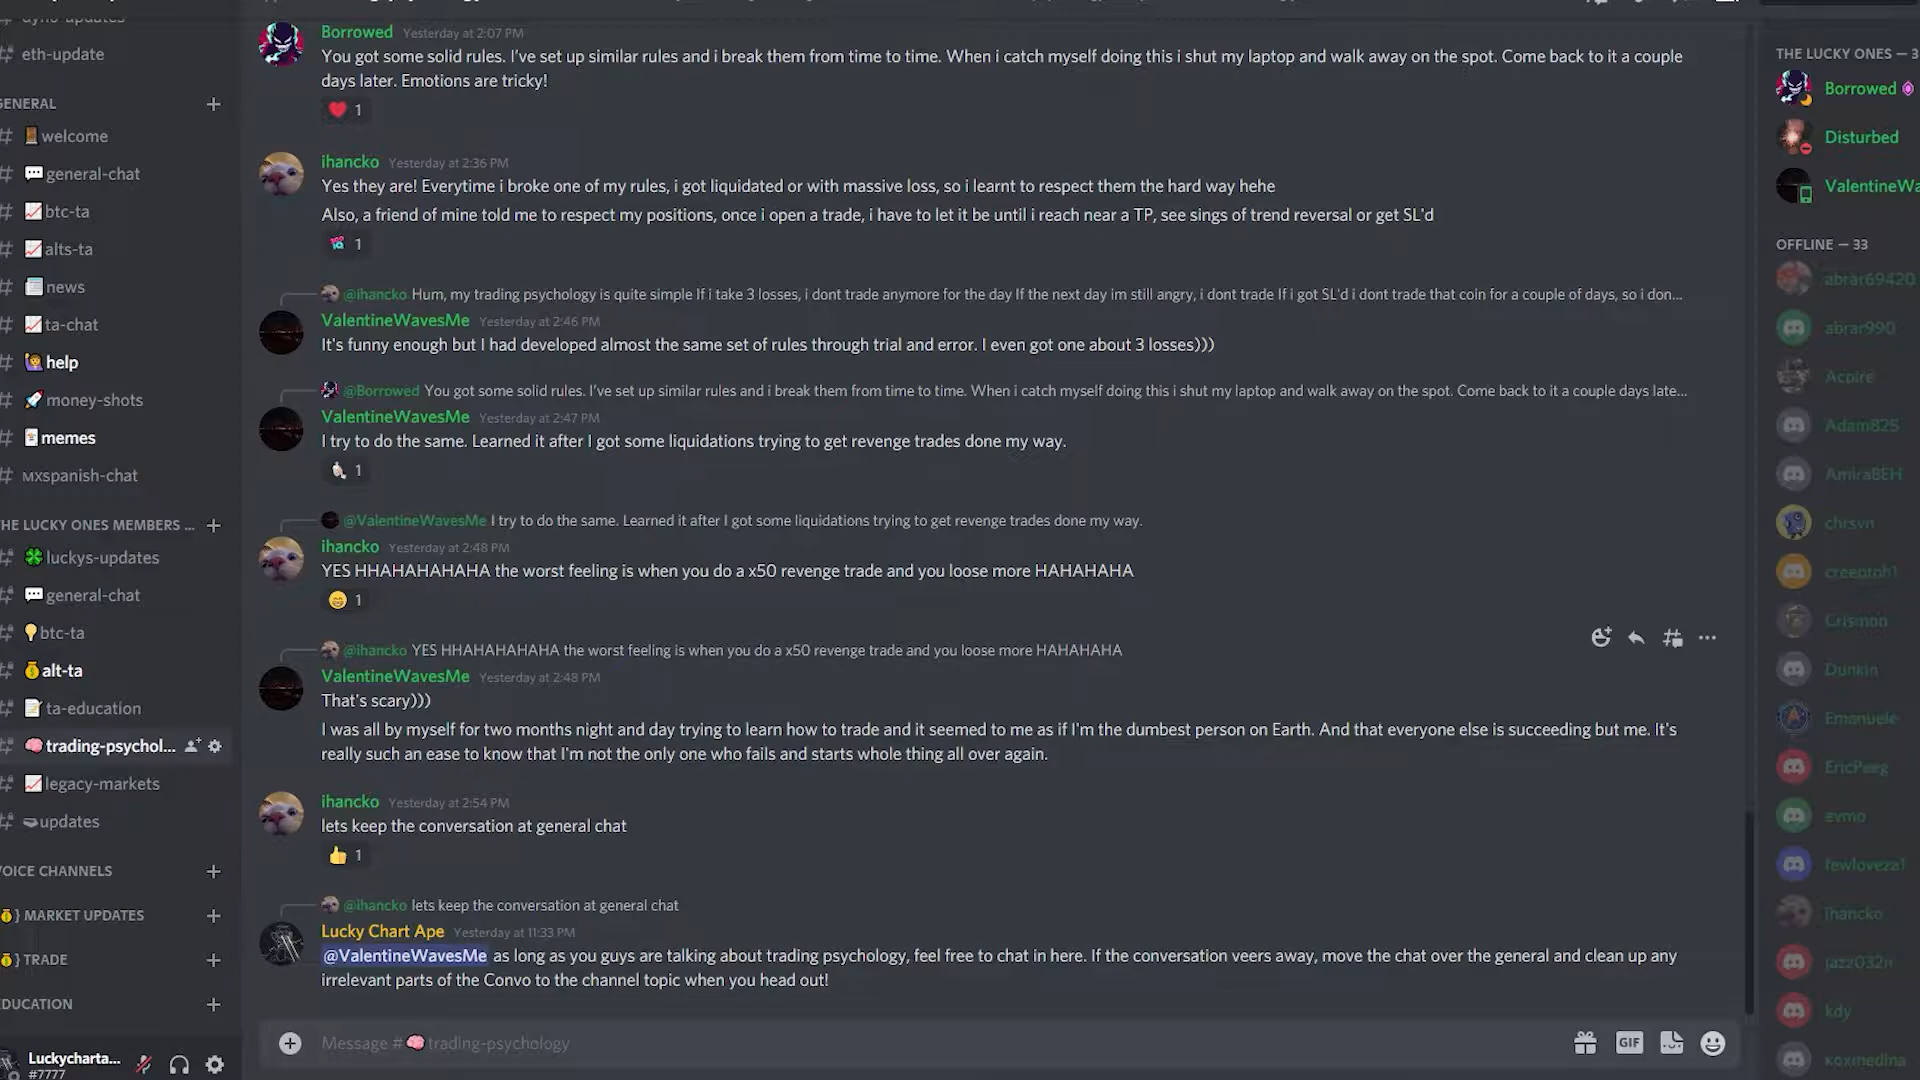 eth-update
GENERAL
welcome
general-chat
btc-ta
alts-ta
news
ta-chat
help
money-shots
memes
MXspanish-chat
THE LUCKY ONES MEMBERS ...
luckys-updates
general-chat
btc-ta
alt-ta
ta-education
trading-psychol...
legacy-markets
updates
VOICE CHANNELS
} MARKET UPDATES
} TRADE
EDUCATION
Luckycharta...
#7777
Borrowed Yesterday at 2:07 PM
You got some solid rules. I've set up similar rules and i break them from time to time. When i catch myself doing this i shut my laptop and walk away on the spot. Come back to it a couple
days later. Emotions are tricky!
1
ihancko Yesterday at 2:36 PM
Yes they are! Everytime i broke one of my rules, i got liquidated or with massive loss, so i learnt to respect them the hard way hehe
Also, a friend of mine told me to respect my positions, once i open a trade, i have to let it be until i reach near a TP, see sings of trend reversal or get SL'd
1
@ihancko Hum, my trading psychology is quite simple If i take 3 losses, i dont trade anymore for the day If the next day im still angry, i dont trade If i got SL'd i dont trade that coin for a couple of days, so i don...
ValentineWavesMe Yesterday at 2:46 PM
It's funny enough but I had developed almost the same set of rules through trial and error. I even got one about 3 losses)))
@Borrowed You got some solid rules. I've set up similar rules and i break them from time to time. When i catch myself doing this i shut my laptop and walk away on the spot. Come back to it a couple days late...
ValentineWavesMe Yesterday at 2:47 PM
I try to do the same. Learned it after I got some liquidations trying to get revenge trades done my way.
1
@ValentineWavesMe I try to do the same. Learned it after I got some liquidations trying to get revenge trades done my way.
ihancko Yesterday at 2:48 PM
YES HHAHAHAHAHA the worst feeling is when you do a x50 revenge trade and you loose more HAHAHAHA
1
@ihancko YES HHAHAHAHAHA the worst feeling is when you do a x50 revenge trade and you loose more HAHAHAHA
ValentineWavesMe Yesterday at 2:48 PM
That's scary)))
I was all by myself for two months night and day trying to learn how to trade and it seemed to me as if I'm the dumbest person on Earth. And that everyone else is succeeding but me. It's
really such an ease to know that I'm not the only one who fails and starts whole thing all over again.
ihancko Yesterday at 2:54 PM
lets keep the conversation at general chat
1
@ihancko lets keep the conversation at general chat
Lucky Chart Ape Yesterday at 11:33 PM
@ValentineWavesMe as long as you guys are talking about trading psychology, feel free to chat in here. If the conversation veers away, move the chat over the general and clean up any
irrelevant parts of the Convo to the channel topic when you head out!
Message # trading-psychology
GIF
THE LUCKY ONES — 3
Borrowed
Disturbed
ValentineWa
OFFLINE — 33
abrar69420
abrar990
Acpire
Adam825
AmiraBEH
chrsvn
creeptoh1
Crismon
Dunkin
Emanuele
EricPeeg
evmo
fewloveza1
ihancko
jazz032n
kdy
koxmedina